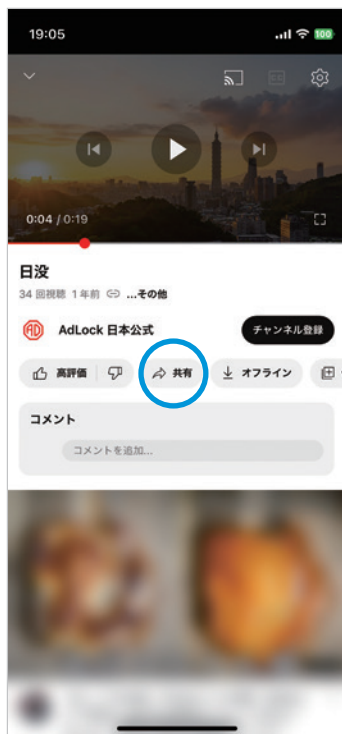 19:05
100
0:04 / 0:19
日没
34 回視聴 1年前 ...その他
AD
AdLock 日本公式
チャンネル登録
高評価
共有
オフライン
コメント
コメントを追加...